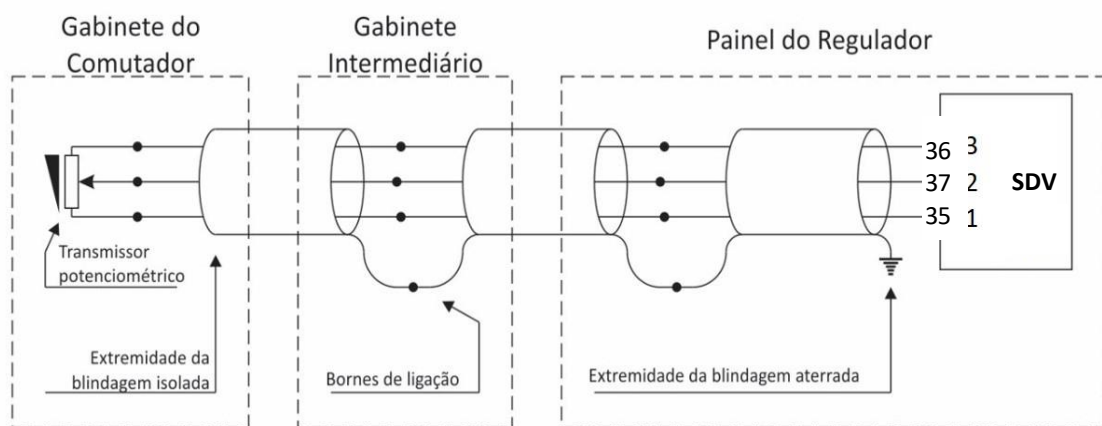 Gabinete do
Comutador
Gabinete
Intermediário
Painel do Regulador
36 3
37 2 SDV
35 1
Transmissor
potenciométrico
Extremidade da
blindagem isolada
Bornes de ligação
Extremidade da blindagem aterrada